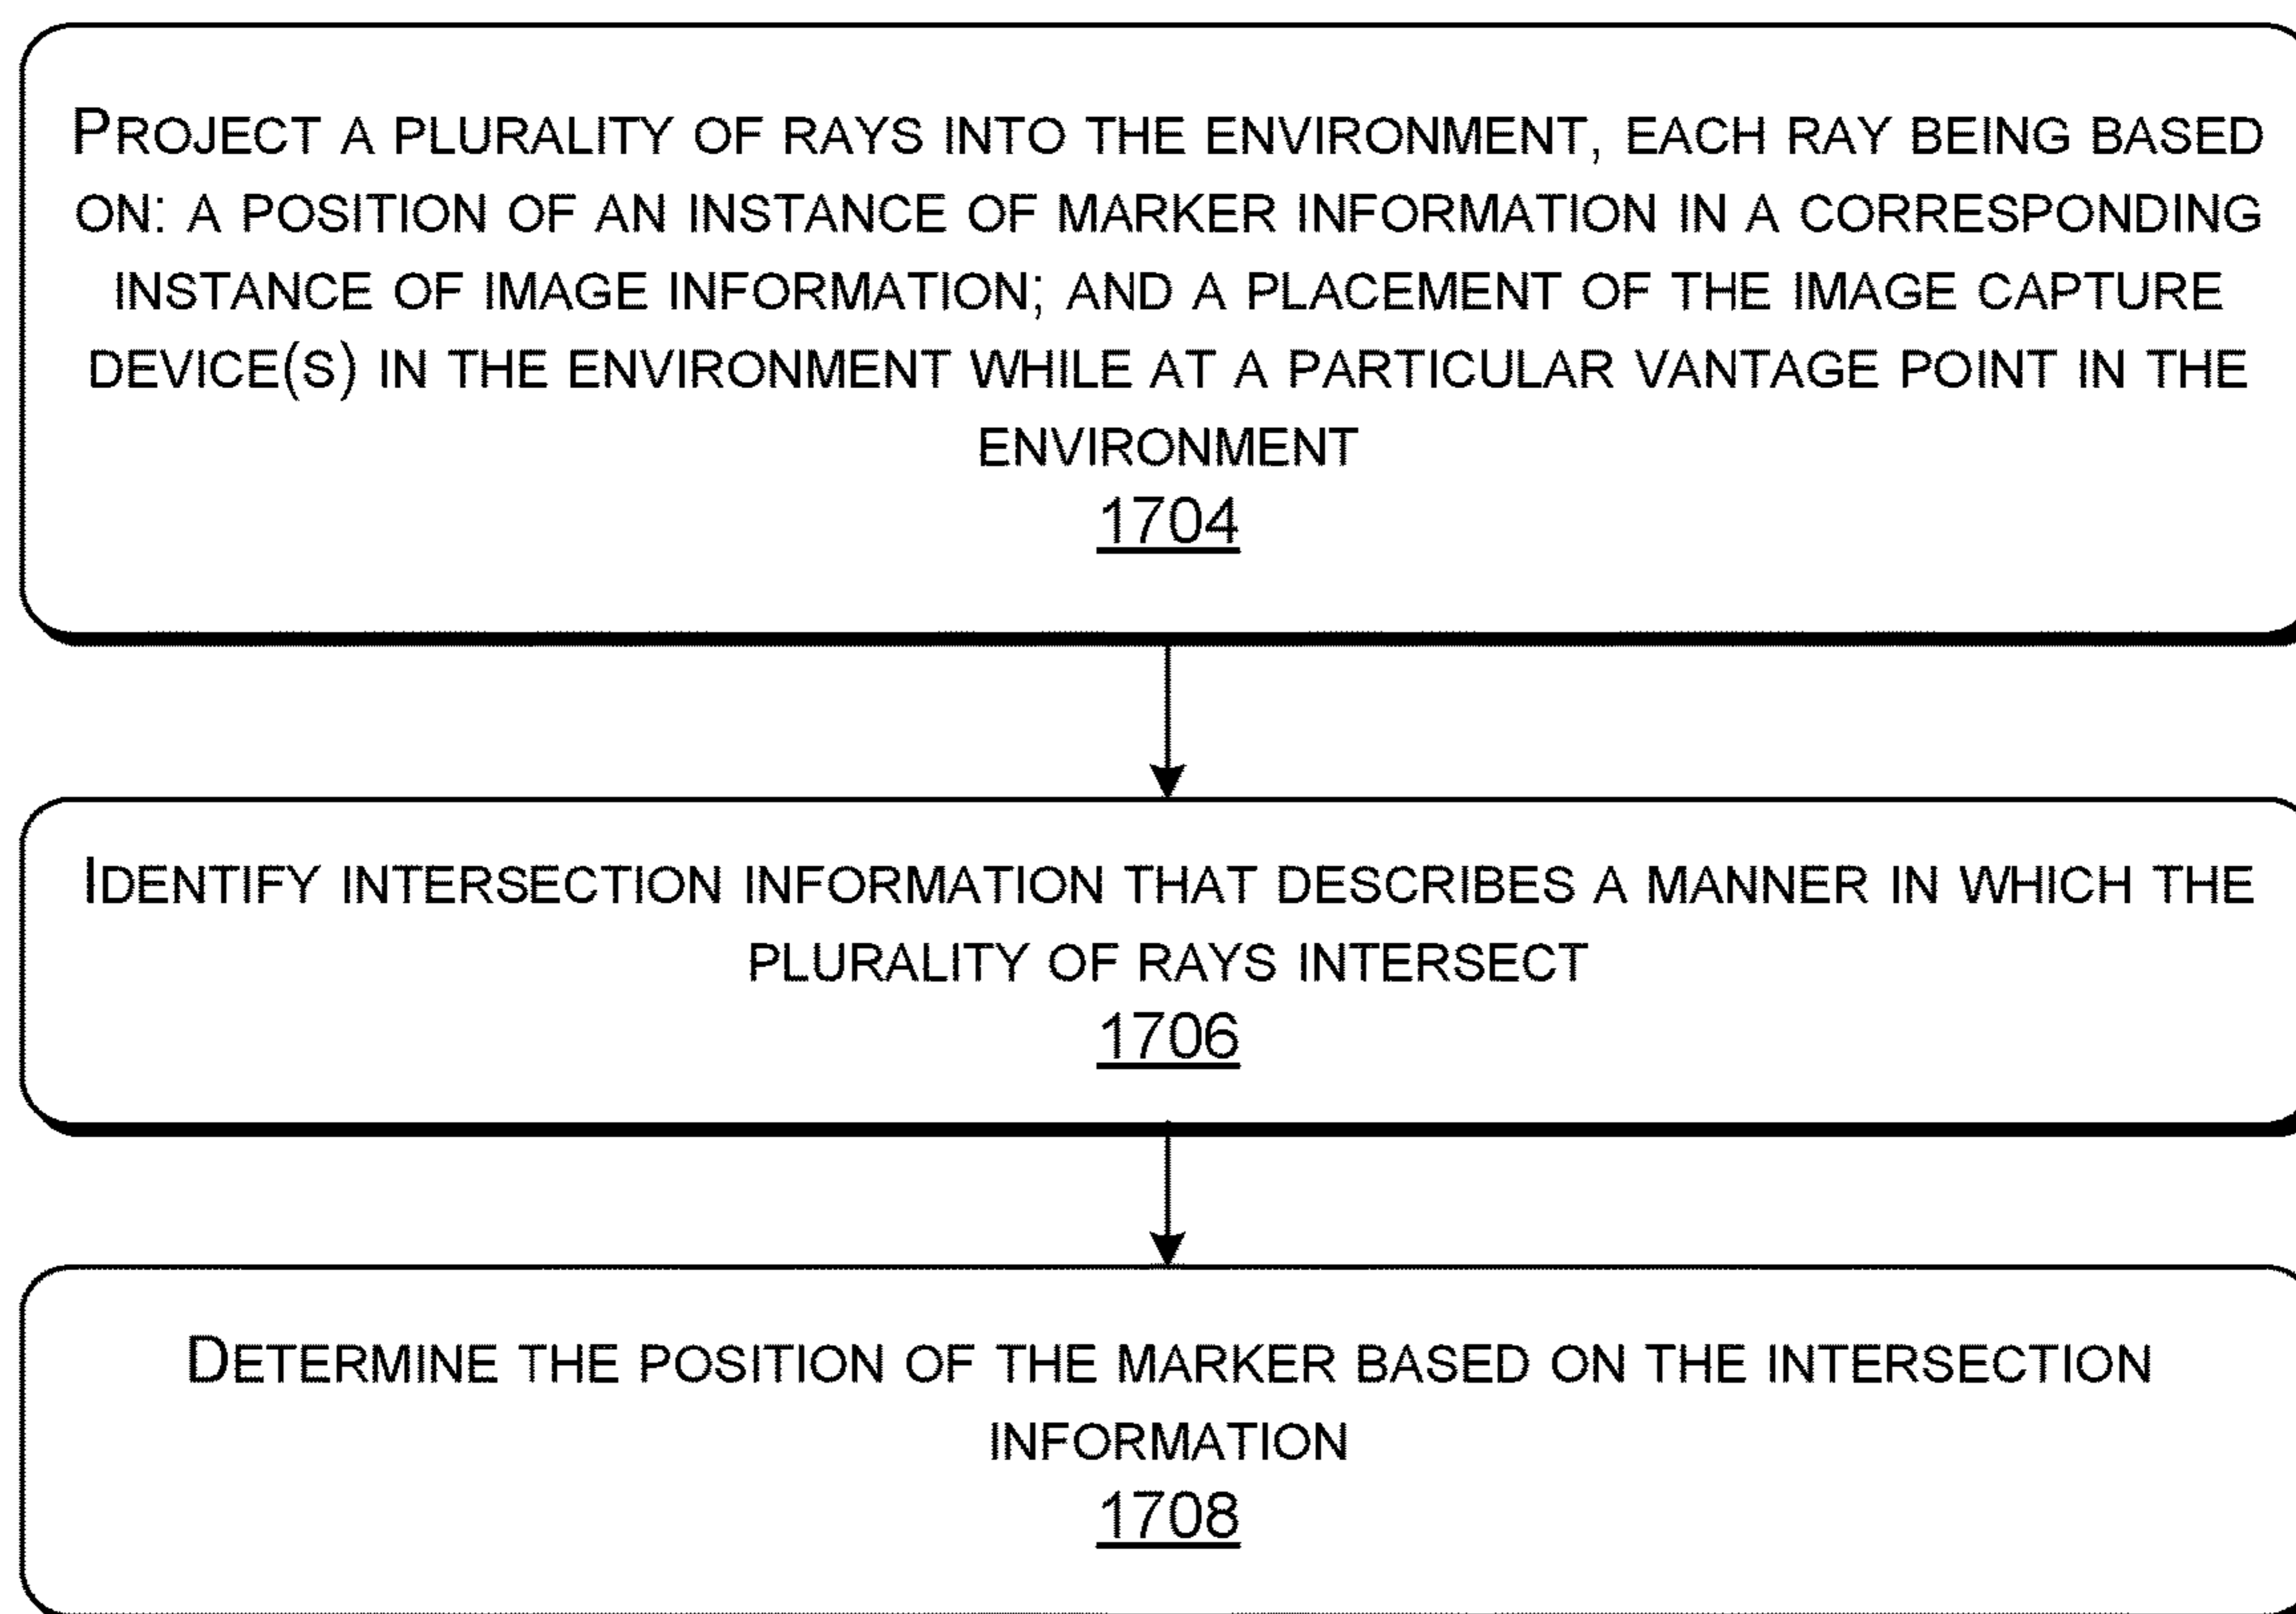 PROJECT A PLURALITY OF RAYS INTO THE ENVIRONMENT, EACH RAY BEING BASED
ON: A POSITION OF AN INSTANCE OF MARKER INFORMATION IN A CORRESPONDING
INSTANCE OF IMAGE INFORMATION; AND A PLACEMENT OF THE IMAGE CAPTURE
DEVICE(S) IN THE ENVIRONMENT WHILE AT A PARTICULAR VANTAGE POINT IN THE
ENVIRONMENT
1704
IDENTIFY INTERSECTION INFORMATION THAT DESCRIBES A MANNER IN WHICH THE
PLURALITY OF RAYS INTERSECT
1706
DETERMINE THE POSITION OF THE MARKER BASED ON THE INTERSECTION
INFORMATION
1708